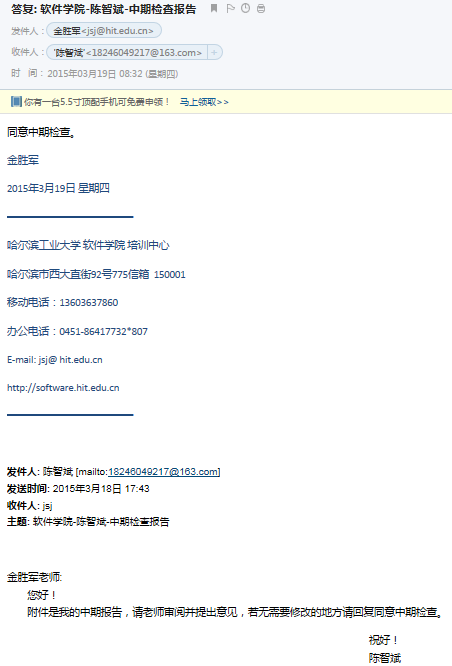 答复: 软件学院-陈智斌-中期检查报告
发件人：金胜军<jsj@hit.edu.cn>
收件人：'陈智斌'<18246049217@163.com> +
时 间：2015年03月19日 08:32 (星期四)
你有一台5.5寸顶配手机可免费申领！ 马上领取>>
同意中期检查。
金胜军
2015年3月19日 星期四
哈尔滨工业大学 软件学院 培训中心
哈尔滨市西大直街92号775信箱 150001
移动电话：13603637860
办公电话：0451-86417732*807
E-mail: jsj@ hit.edu.cn
http://software.hit.edu.cn
发件人: 陈智斌 [mailto:18246049217@163.com]
发送时间: 2015年3月18日 17:43
收件人: jsj
主题: 软件学院-陈智斌-中期检查报告
金胜军老师:
您好！
附件是我的中期报告，请老师审阅并提出意见，若无需要修改的地方请回复同意中期检查。
祝好！
陈智斌